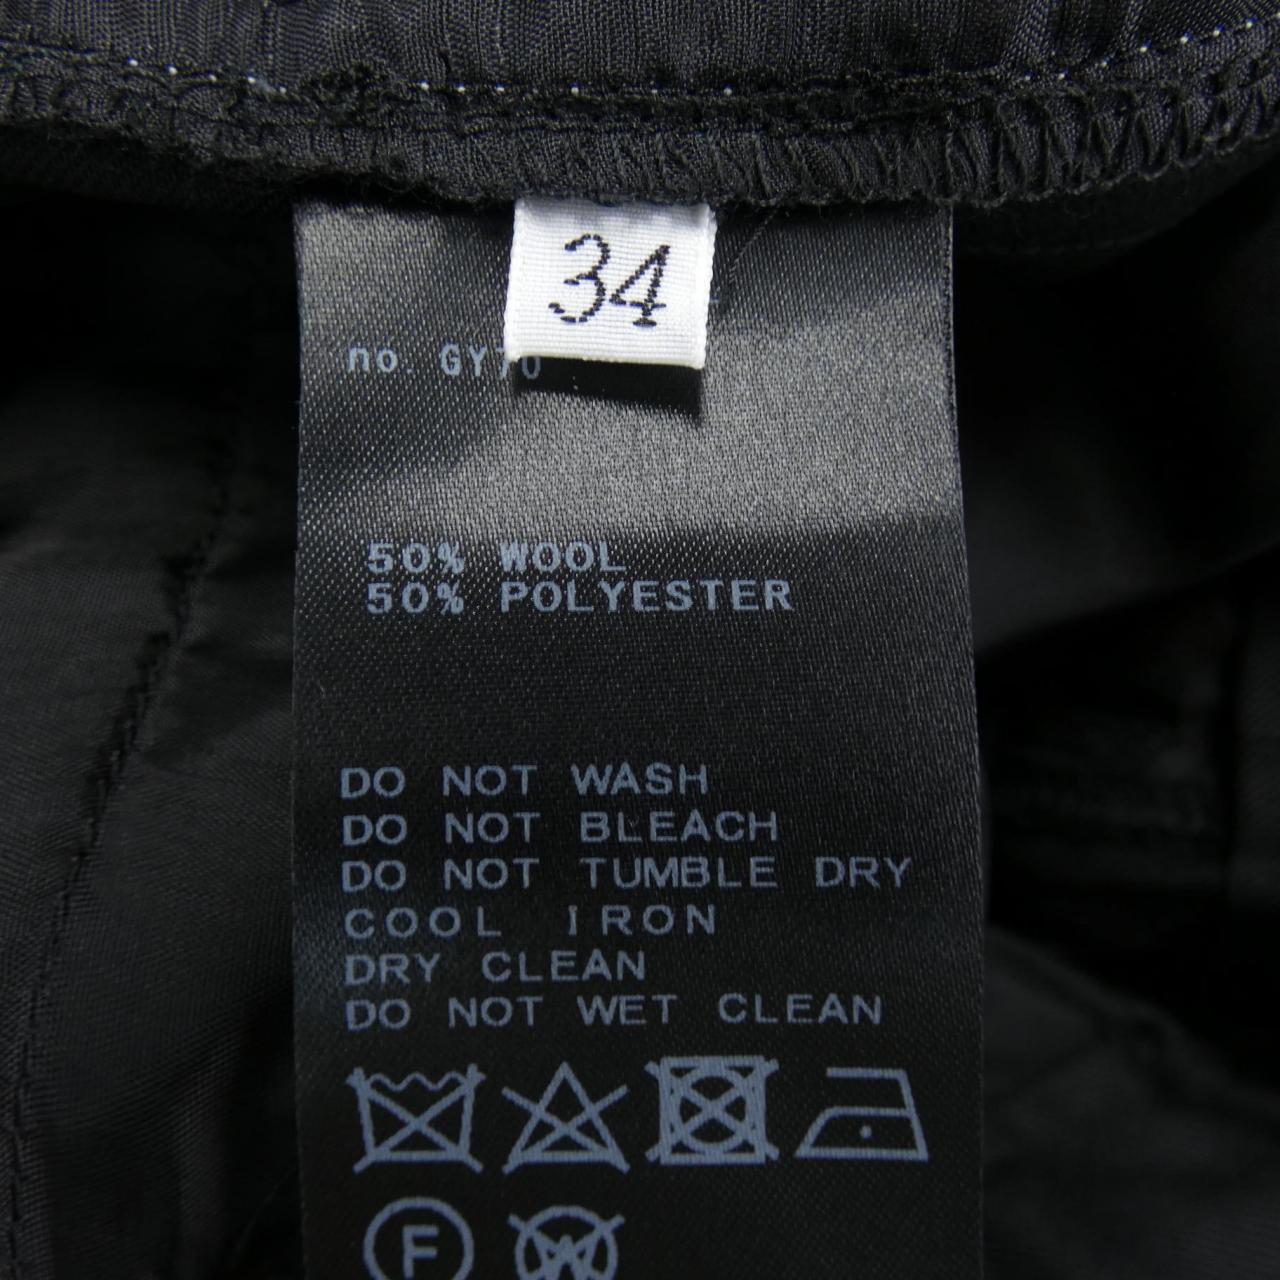 34
no. GY70
50% WOOL
50% POLYESTER
DO NOT WASH
DO NOT BLEACH
DO NOT TUMBLE DRY
COOL IRON
DRY CLEAN
DO NOT WET CLEAN
F W